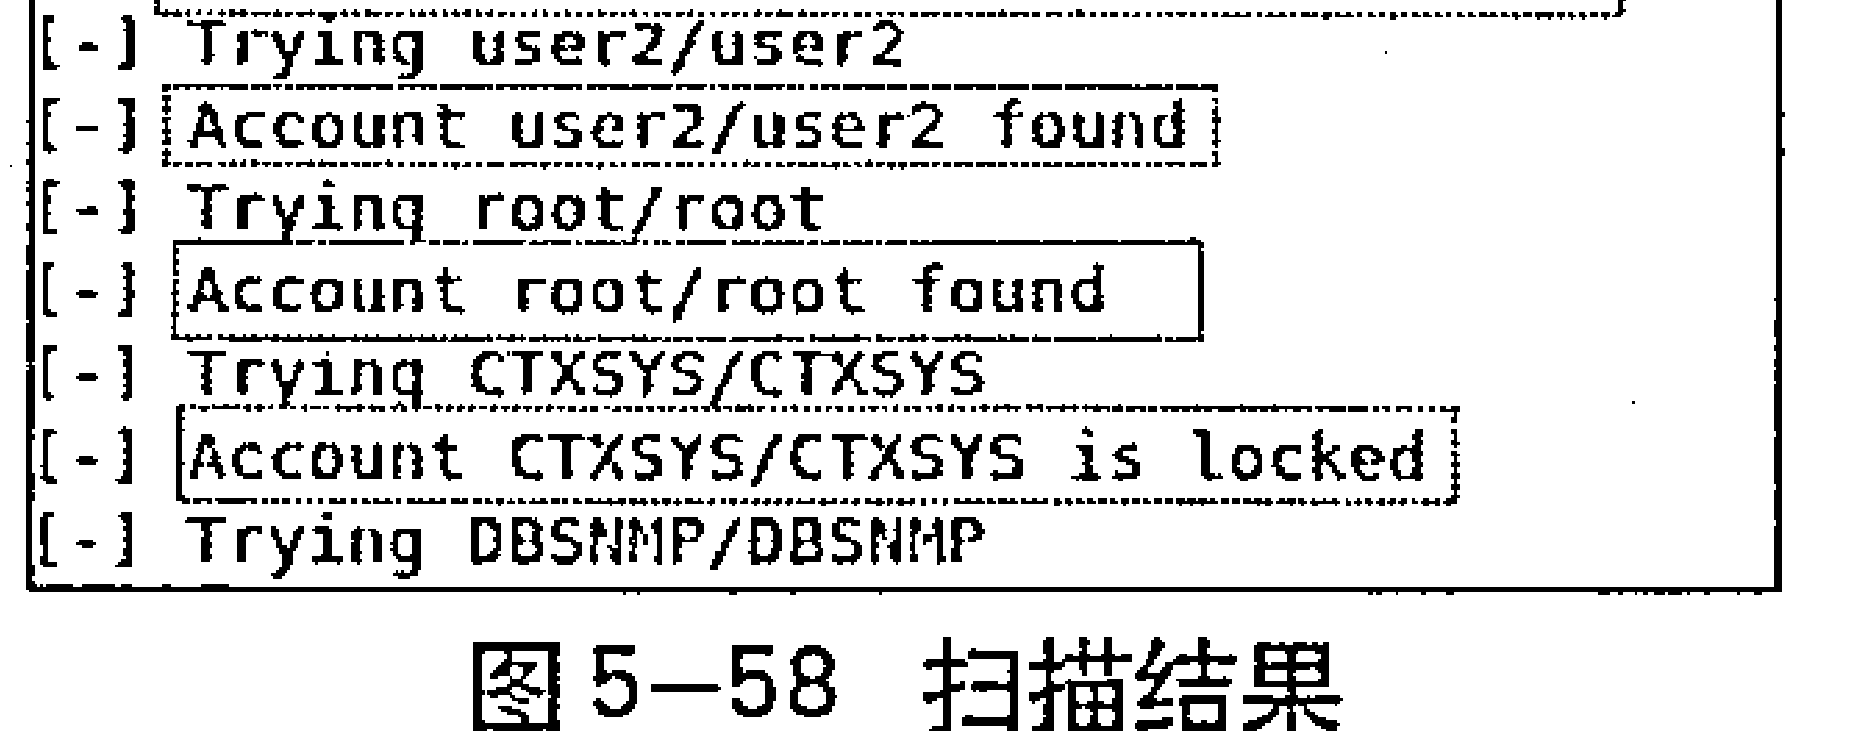 [-] Trying user2/user2
[-] Account user2/user2 found
[-] Trying root/root
[-] Account root/root found
[-] Trying CTXSYS/CTXSYS
[-] Account CTXSYS/CTXSYS is locked
[-] Trying DBSNMP/DBSNMP
图 5—58 扫描结果